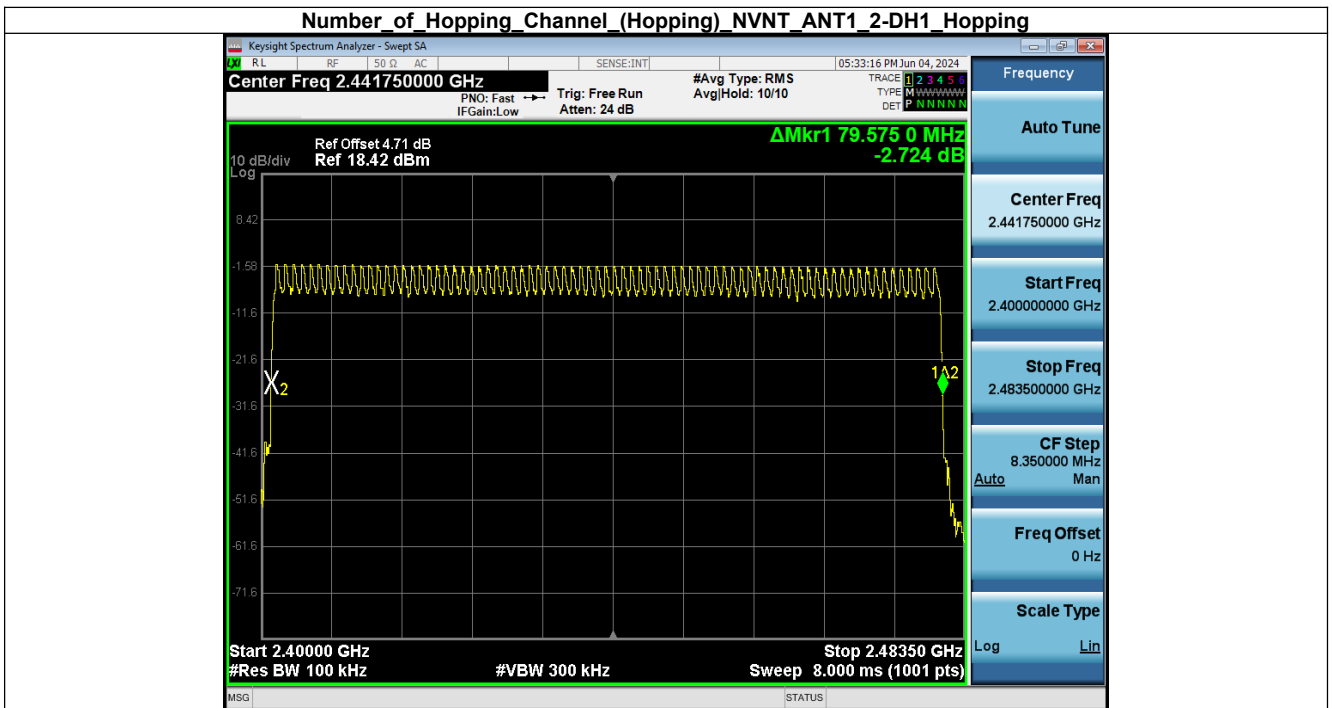 Number_of_Hopping_Channel_(Hopping)_NVNT_ANT1_2-DH1_Hopping
Keysight Spectrum Analyzer - Swept SA
LXI RL RF 50 Ω AC SENSE:INT 05:33:16 PM Jun 04, 2024
Center Freq 2.441750000 GHz
PNO: Fast
IFGain:Low
Trig: Free Run
Atten: 24 dB
#Avg Type: RMS
Avg|Hold: 10/10
TRACE 1 2 3 4 5 6
TYPE M WWWWW
DET P N N N N N
ΔMkr1 79.575 0 MHz
-2.724 dB
Ref Offset 4.71 dB
10 dB/div Ref 18.42 dBm
Log
8.42
-1.58
-11.6
-21.6
-31.6
-41.6
-51.6
-61.6
-71.6
X2
1Δ2
Start 2.40000 GHz Stop 2.48350 GHz
#Res BW 100 kHz #VBW 300 kHz Sweep 8.000 ms (1001 pts)
MSG STATUS
Frequency
Auto Tune
Center Freq
2.441750000 GHz
Start Freq
2.400000000 GHz
Stop Freq
2.483500000 GHz
CF Step
8.350000 MHz
Auto Man
Freq Offset
0 Hz
Scale Type
Log Lin